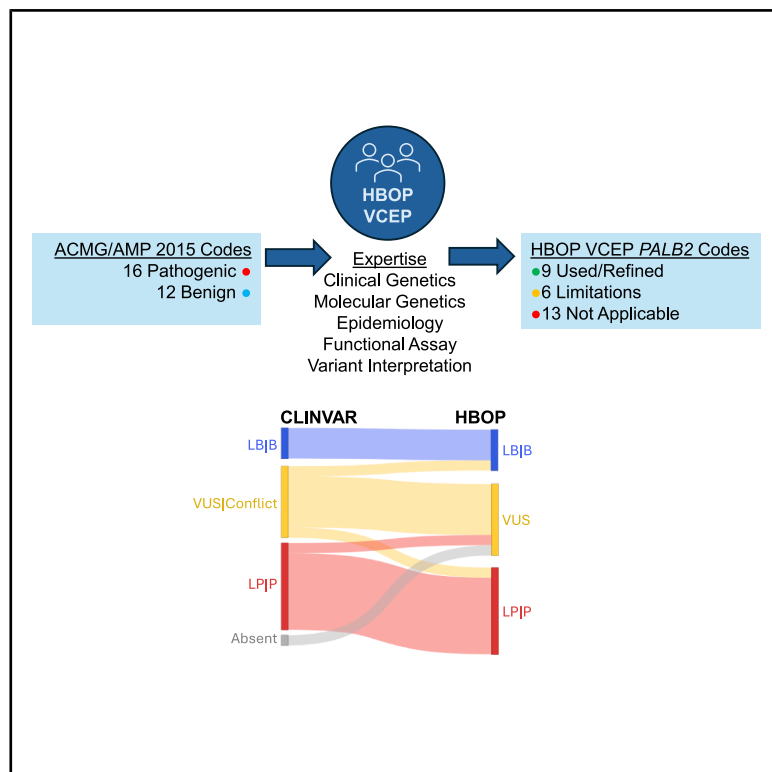 HBOP
VCEP
ACMG/AMP 2015 Codes
16 Pathogenic
12 Benign
Expertise
Clinical Genetics
Molecular Genetics
Epidemiology
Functional Assay
Variant Interpretation
HBOP VCEP PALB2 Codes
9 Used/Refined
6 Limitations
13 Not Applicable
CLINVAR
HBOP
LB|B
LB|B
VUS|Conflict
VUS
LP|P
LP|P
Absent